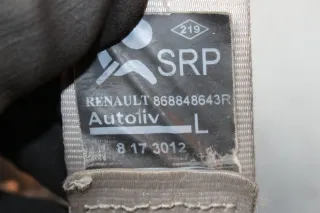 219
SRP
RENAULT 868848643R
Autoliv L
8 17 3012